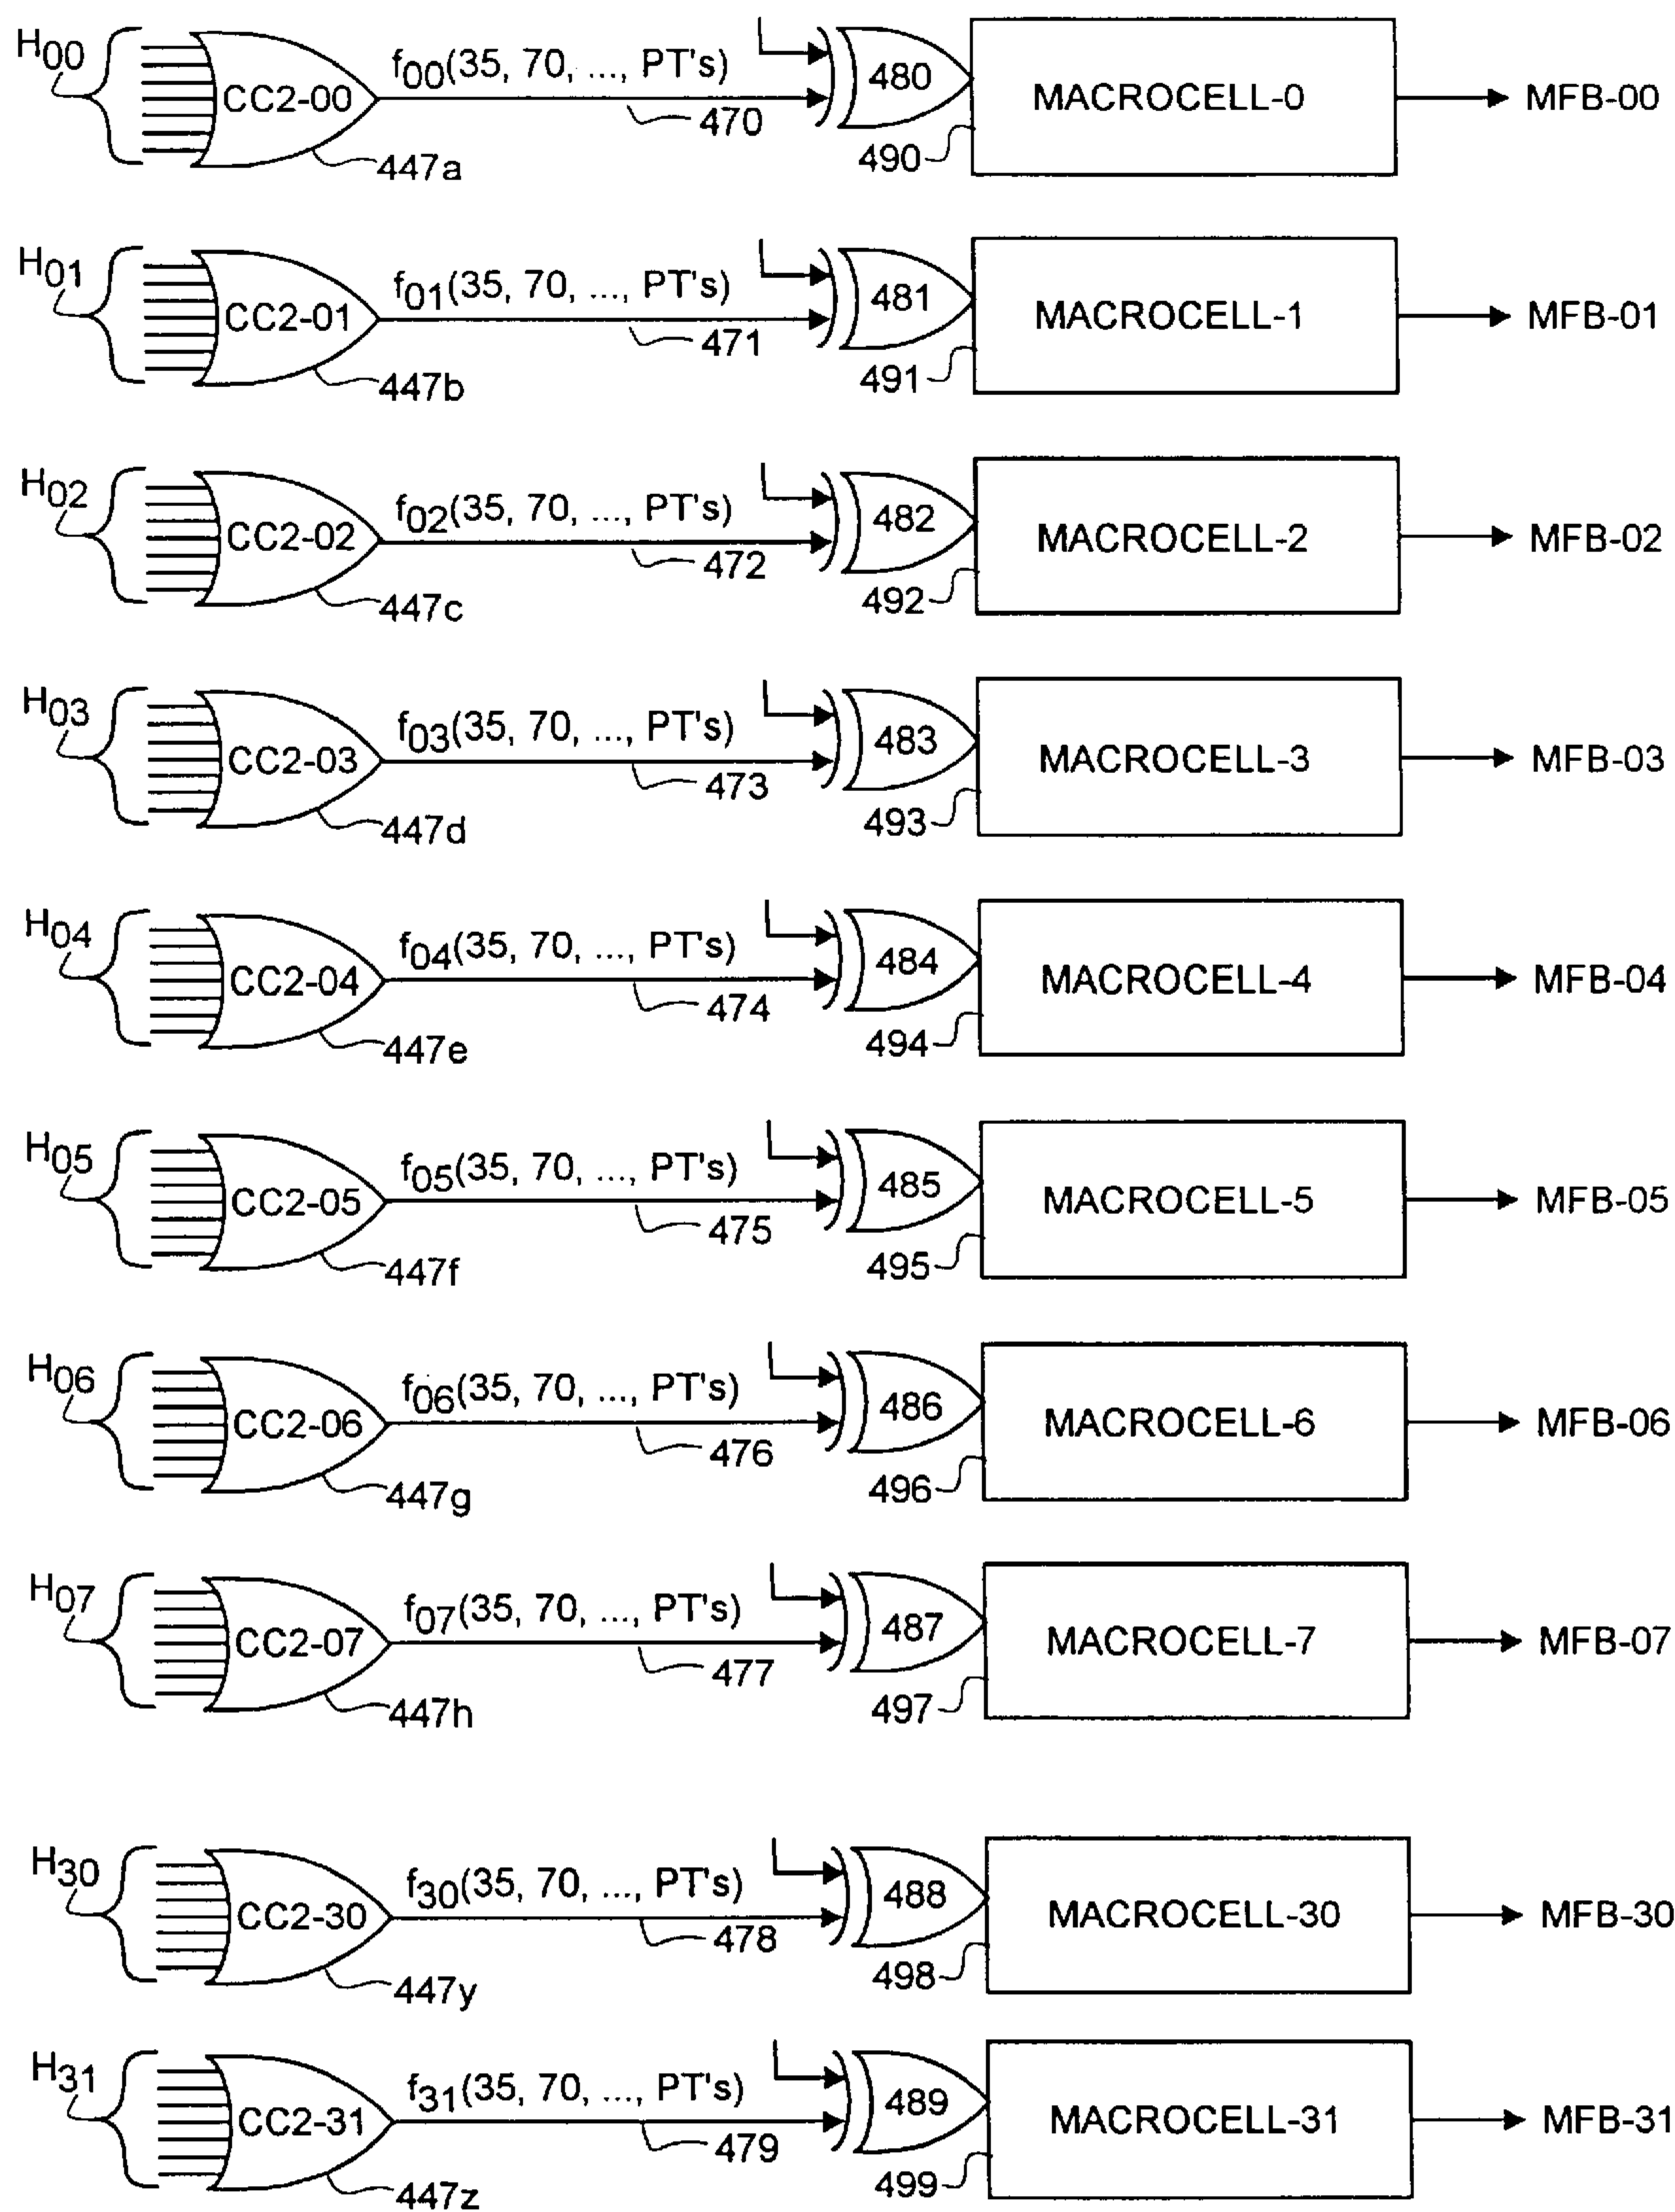 H00 CC2-00 f00(35, 70, ..., PT's) 470 447a 480 490 MACROCELL-0 MFB-00
H01 CC2-01 f01(35, 70, ..., PT's) 471 447b 481 491 MACROCELL-1 MFB-01
H02 CC2-02 f02(35, 70, ..., PT's) 472 447c 482 492 MACROCELL-2 MFB-02
H03 CC2-03 f03(35, 70, ..., PT's) 473 447d 483 493 MACROCELL-3 MFB-03
H04 CC2-04 f04(35, 70, ..., PT's) 474 447e 484 494 MACROCELL-4 MFB-04
H05 CC2-05 f05(35, 70, ..., PT's) 475 447f 485 495 MACROCELL-5 MFB-05
H06 CC2-06 f06(35, 70, ..., PT's) 476 447g 486 496 MACROCELL-6 MFB-06
H07 CC2-07 f07(35, 70, ..., PT's) 477 447h 487 497 MACROCELL-7 MFB-07
H30 CC2-30 f30(35, 70, ..., PT's) 478 447y 488 498 MACROCELL-30 MFB-30
H31 CC2-31 f31(35, 70, ..., PT's) 479 447z 489 499 MACROCELL-31 MFB-31